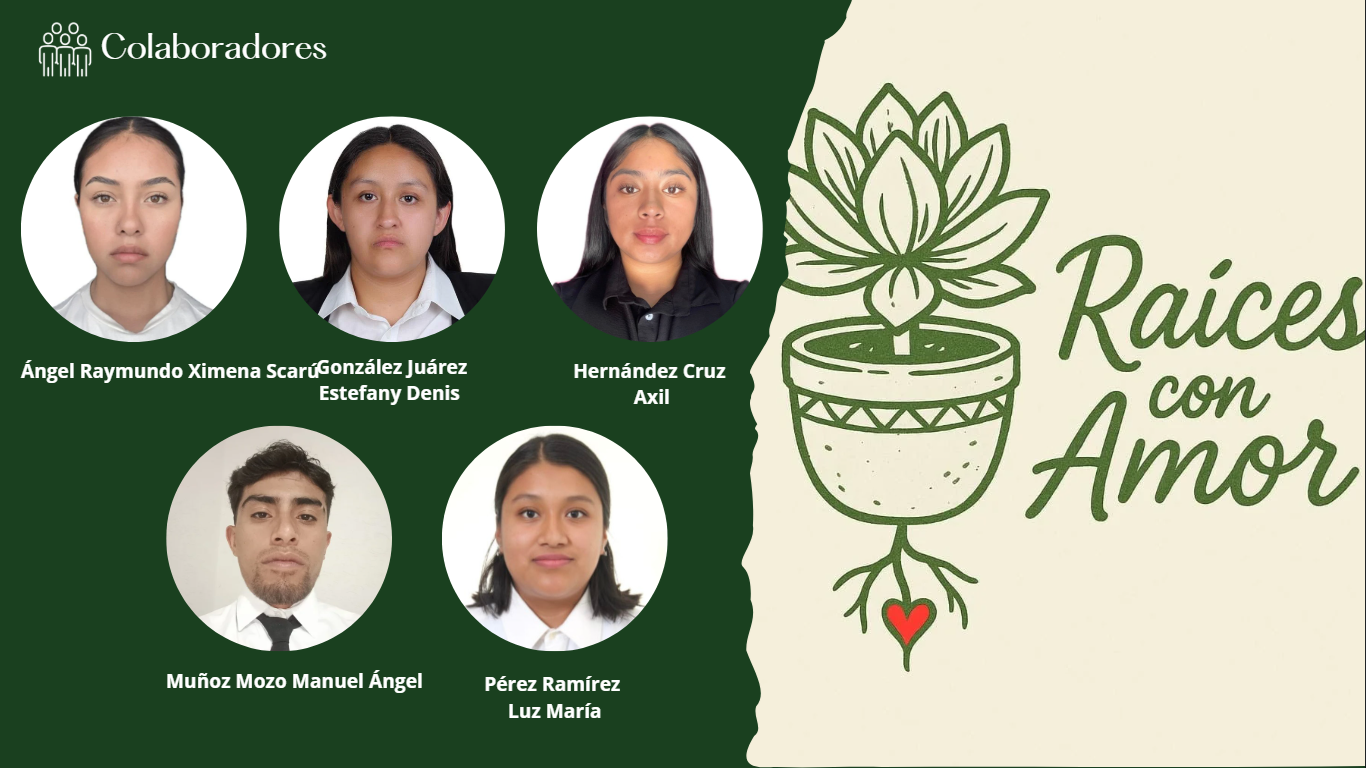 Colaboradores
Ángel Raymundo Ximena Scarú
González Juárez
Estefany Denis
Hernández Cruz
Axil
Muñoz Mozo Manuel Ángel
Pérez Ramírez
Luz María
Raices
con
Amor